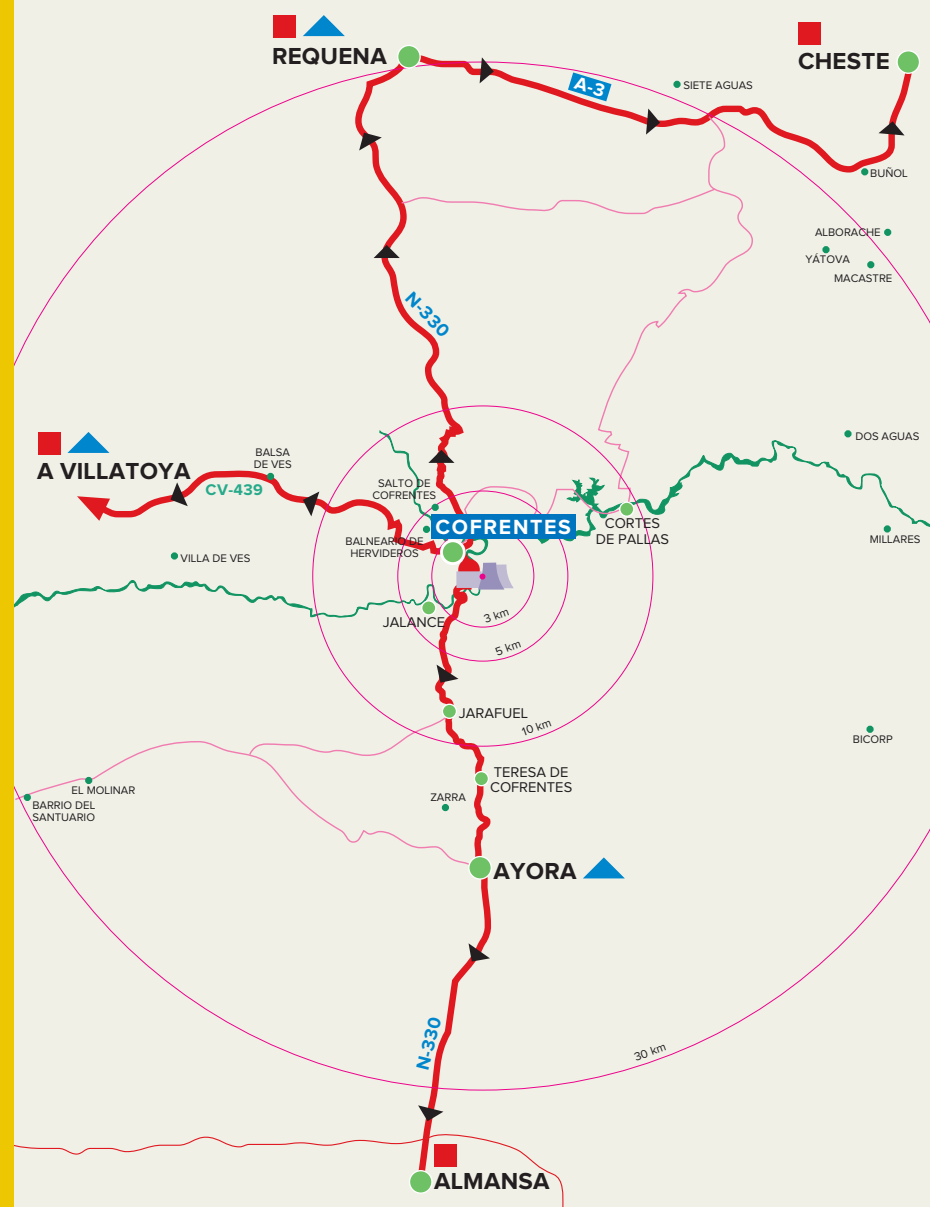 REQUENA
CHESTE
A-3
SIETE AGUAS
BUÑOL
ALBORACHE
YÁTOVA
MACASTRE
N-330
A VILLATOYA
BALSA
DE VES
CV-439
SALTO DE
COFRENTES
DOS AGUAS
COFRENTES
CORTES
DE PALLAS
MILLARES
BALNEARIO DE
HERVIDEROS
VILLA DE VES
JALANCE
3 km
5 km
JARAFUEL
10 km
BICORP
TERESA DE
COFRENTES
ZARRA
EL MOLINAR
BARRIO DEL
SANTUARIO
AYORA
N-330
30 km
ALMANSA